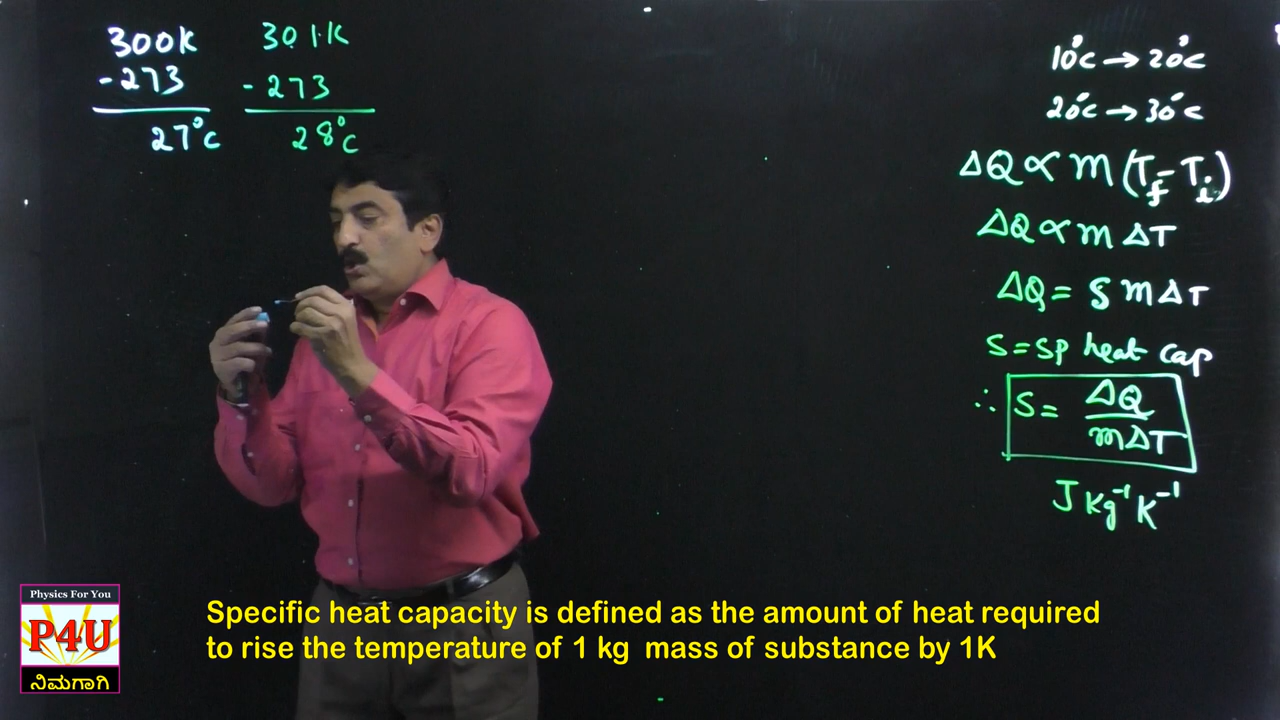 300K
-273
27°C
301K
-273
28°C
10°C → 20°C
20°C → 30°C
ΔQ ∝ m (T_f - T_i)
ΔQ ∝ m ΔT
ΔQ = S m ΔT
S = Sp heat cap
∴ S = ΔQ / mΔT
J Kg⁻¹ K⁻¹
Physics For You
P4U
ನಿಮಗಾಗಿ
Specific heat capacity is defined as the amount of heat required
to rise the temperature of 1 kg mass of substance by 1K